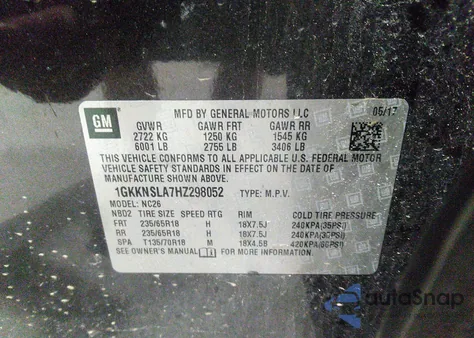 GM
MFD BY GENERAL MOTORS LLC 05/17
GVWR GAWR FRT GAWR RR
2722 KG 1250 KG 1545 KG
6001 LB 2755 LB 3406 LB
THIS VEHICLE CONFORMS TO ALL APPLICABLE U.S. FEDERAL MOTOR
VEHICLE SAFETY STANDARDS IN EFFECT ON THE DATE OF
MANUFACTURE SHOWN ABOVE.
1GKKNSLA7HZ298052 TYPE: M.P.V.
MODEL: NC26
NBD2 TIRE SIZE SPEED RTG RIM COLD TIRE PRESSURE
FRT 235/65R18 H 18X7.5J 240KPA(35PSI)
RR 235/65R18 H 18X7.5J 240KPA(35PSI)
SPA T135/70R18 M 18X4.5B 420KPA(60PSI)
SEE OWNER'S MANUAL FOR MORE INFORMATION.
autoSnap